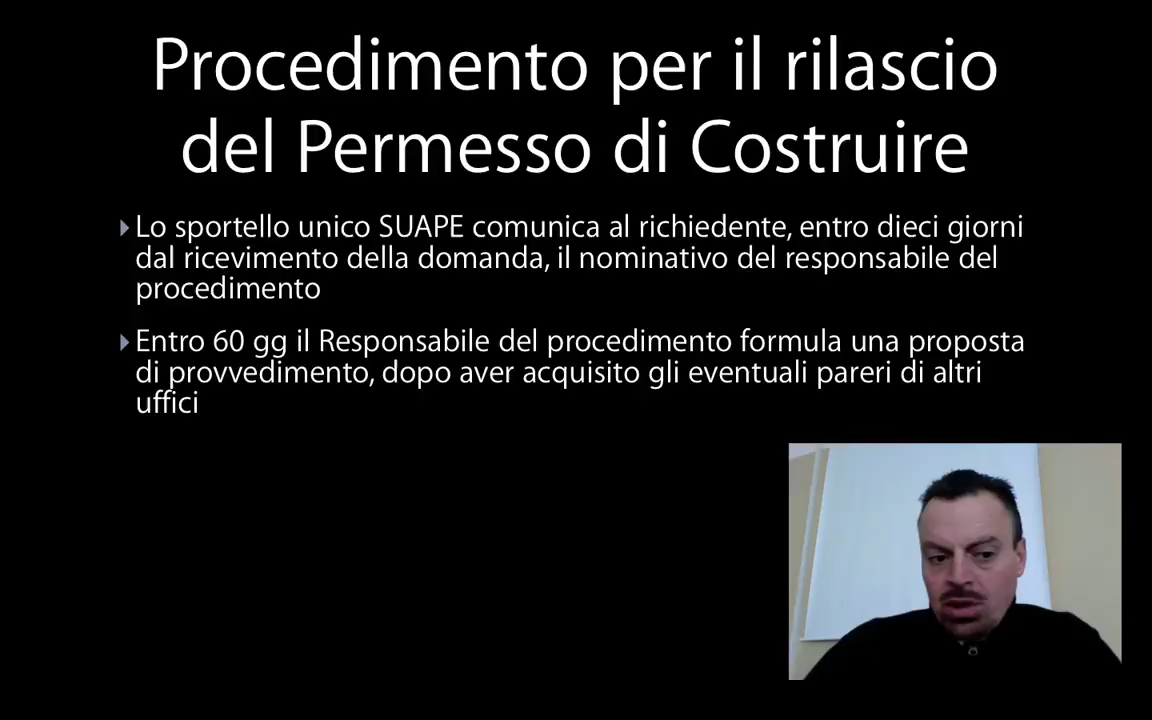 Procedimento per il rilascio
del Permesso di Costruire
Lo sportello unico SUAPE comunica al richiedente, entro dieci giorni
dal ricevimento della domanda, il nominativo del responsabile del
procedimento
Entro 60 gg il Responsabile del procedimento formula una proposta
di provvedimento, dopo aver acquisito gli eventuali pareri di altri
uffici